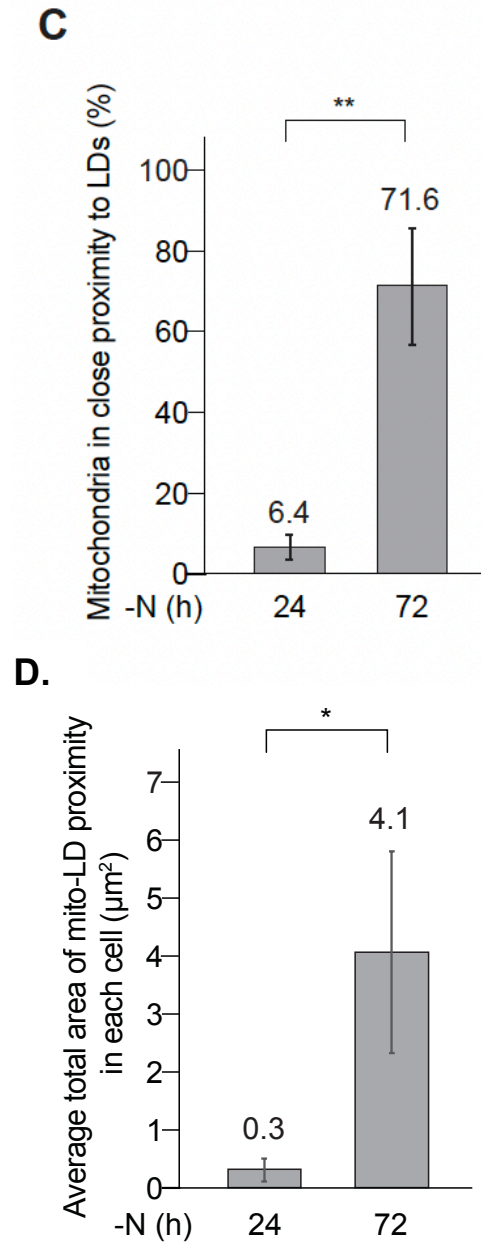 C
Mitochondria in close proximity to LDs (%)
**
100
80
60
40
20
0
71.6
6.4
-N (h) 24 72
D.
Average total area of mito-LD proximity
in each cell (µm²)
*
7
6
5
4
3
2
1
0
4.1
0.3
-N (h) 24 72